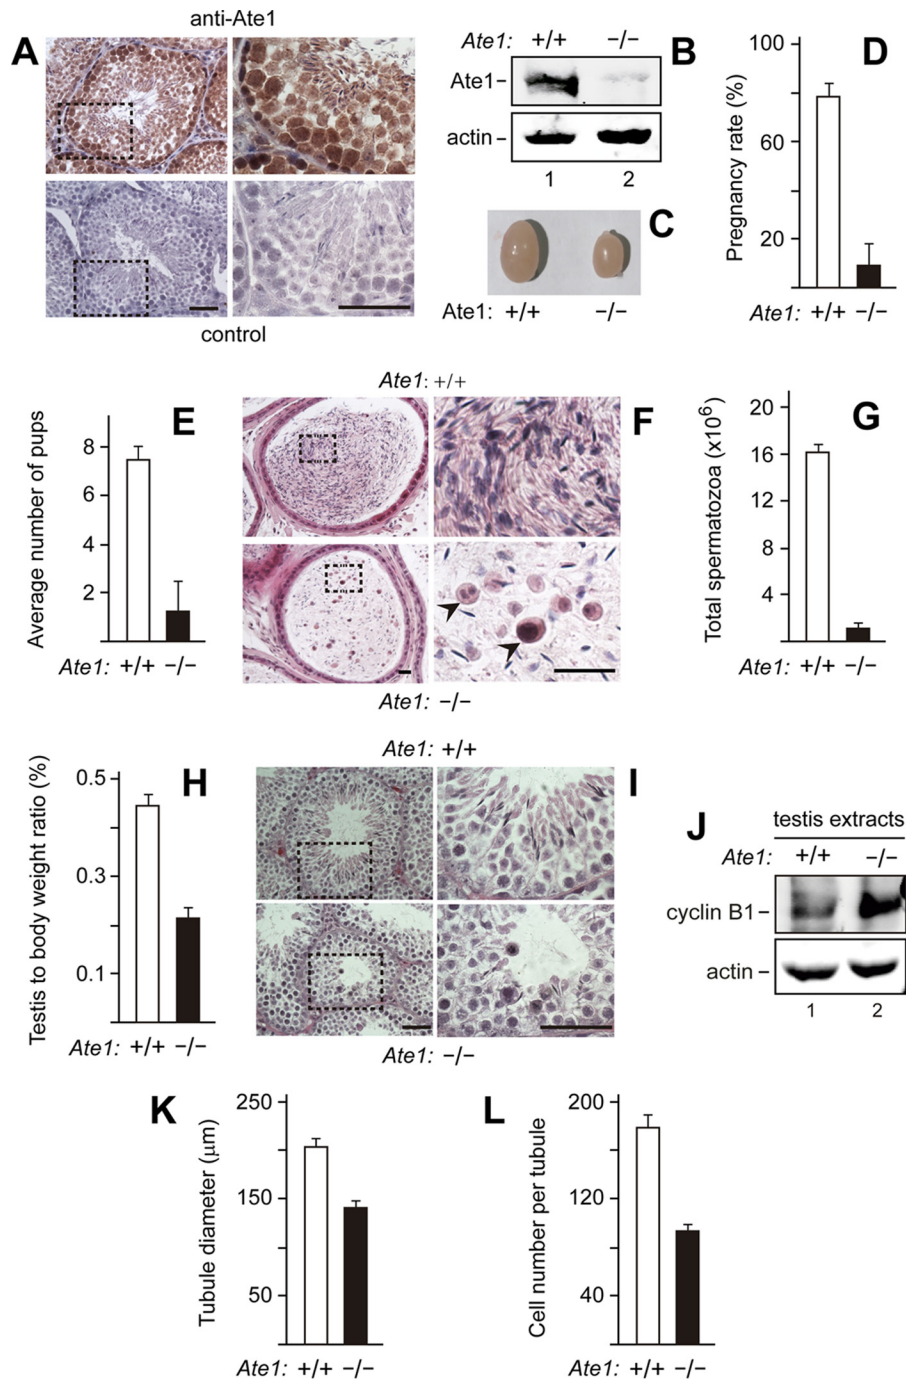 anti-Ate1
A
control
Ate1: +/+ −/−
B
Ate1
actin
1 2
C
Ate1: +/+ −/−
D
Pregnancy rate (%)
100
60
20
Ate1: +/+ −/−
E
Average number of pups
8
6
4
2
Ate1: +/+ −/−
Ate1: +/+
F
Ate1: −/−
G
Total spermatozoa (x10⁶)
20
16
12
8
4
Ate1: +/+ −/−
H
Testis to body weight ratio (%)
0.5
0.3
0.1
Ate1: +/+ −/−
Ate1: +/+
I
Ate1: −/−
J
testis extracts
Ate1: +/+ −/−
cyclin B1
actin
1 2
K
Tubule diameter (μm)
250
150
50
Ate1: +/+ −/−
L
Cell number per tubule
200
120
40
Ate1: +/+ −/−